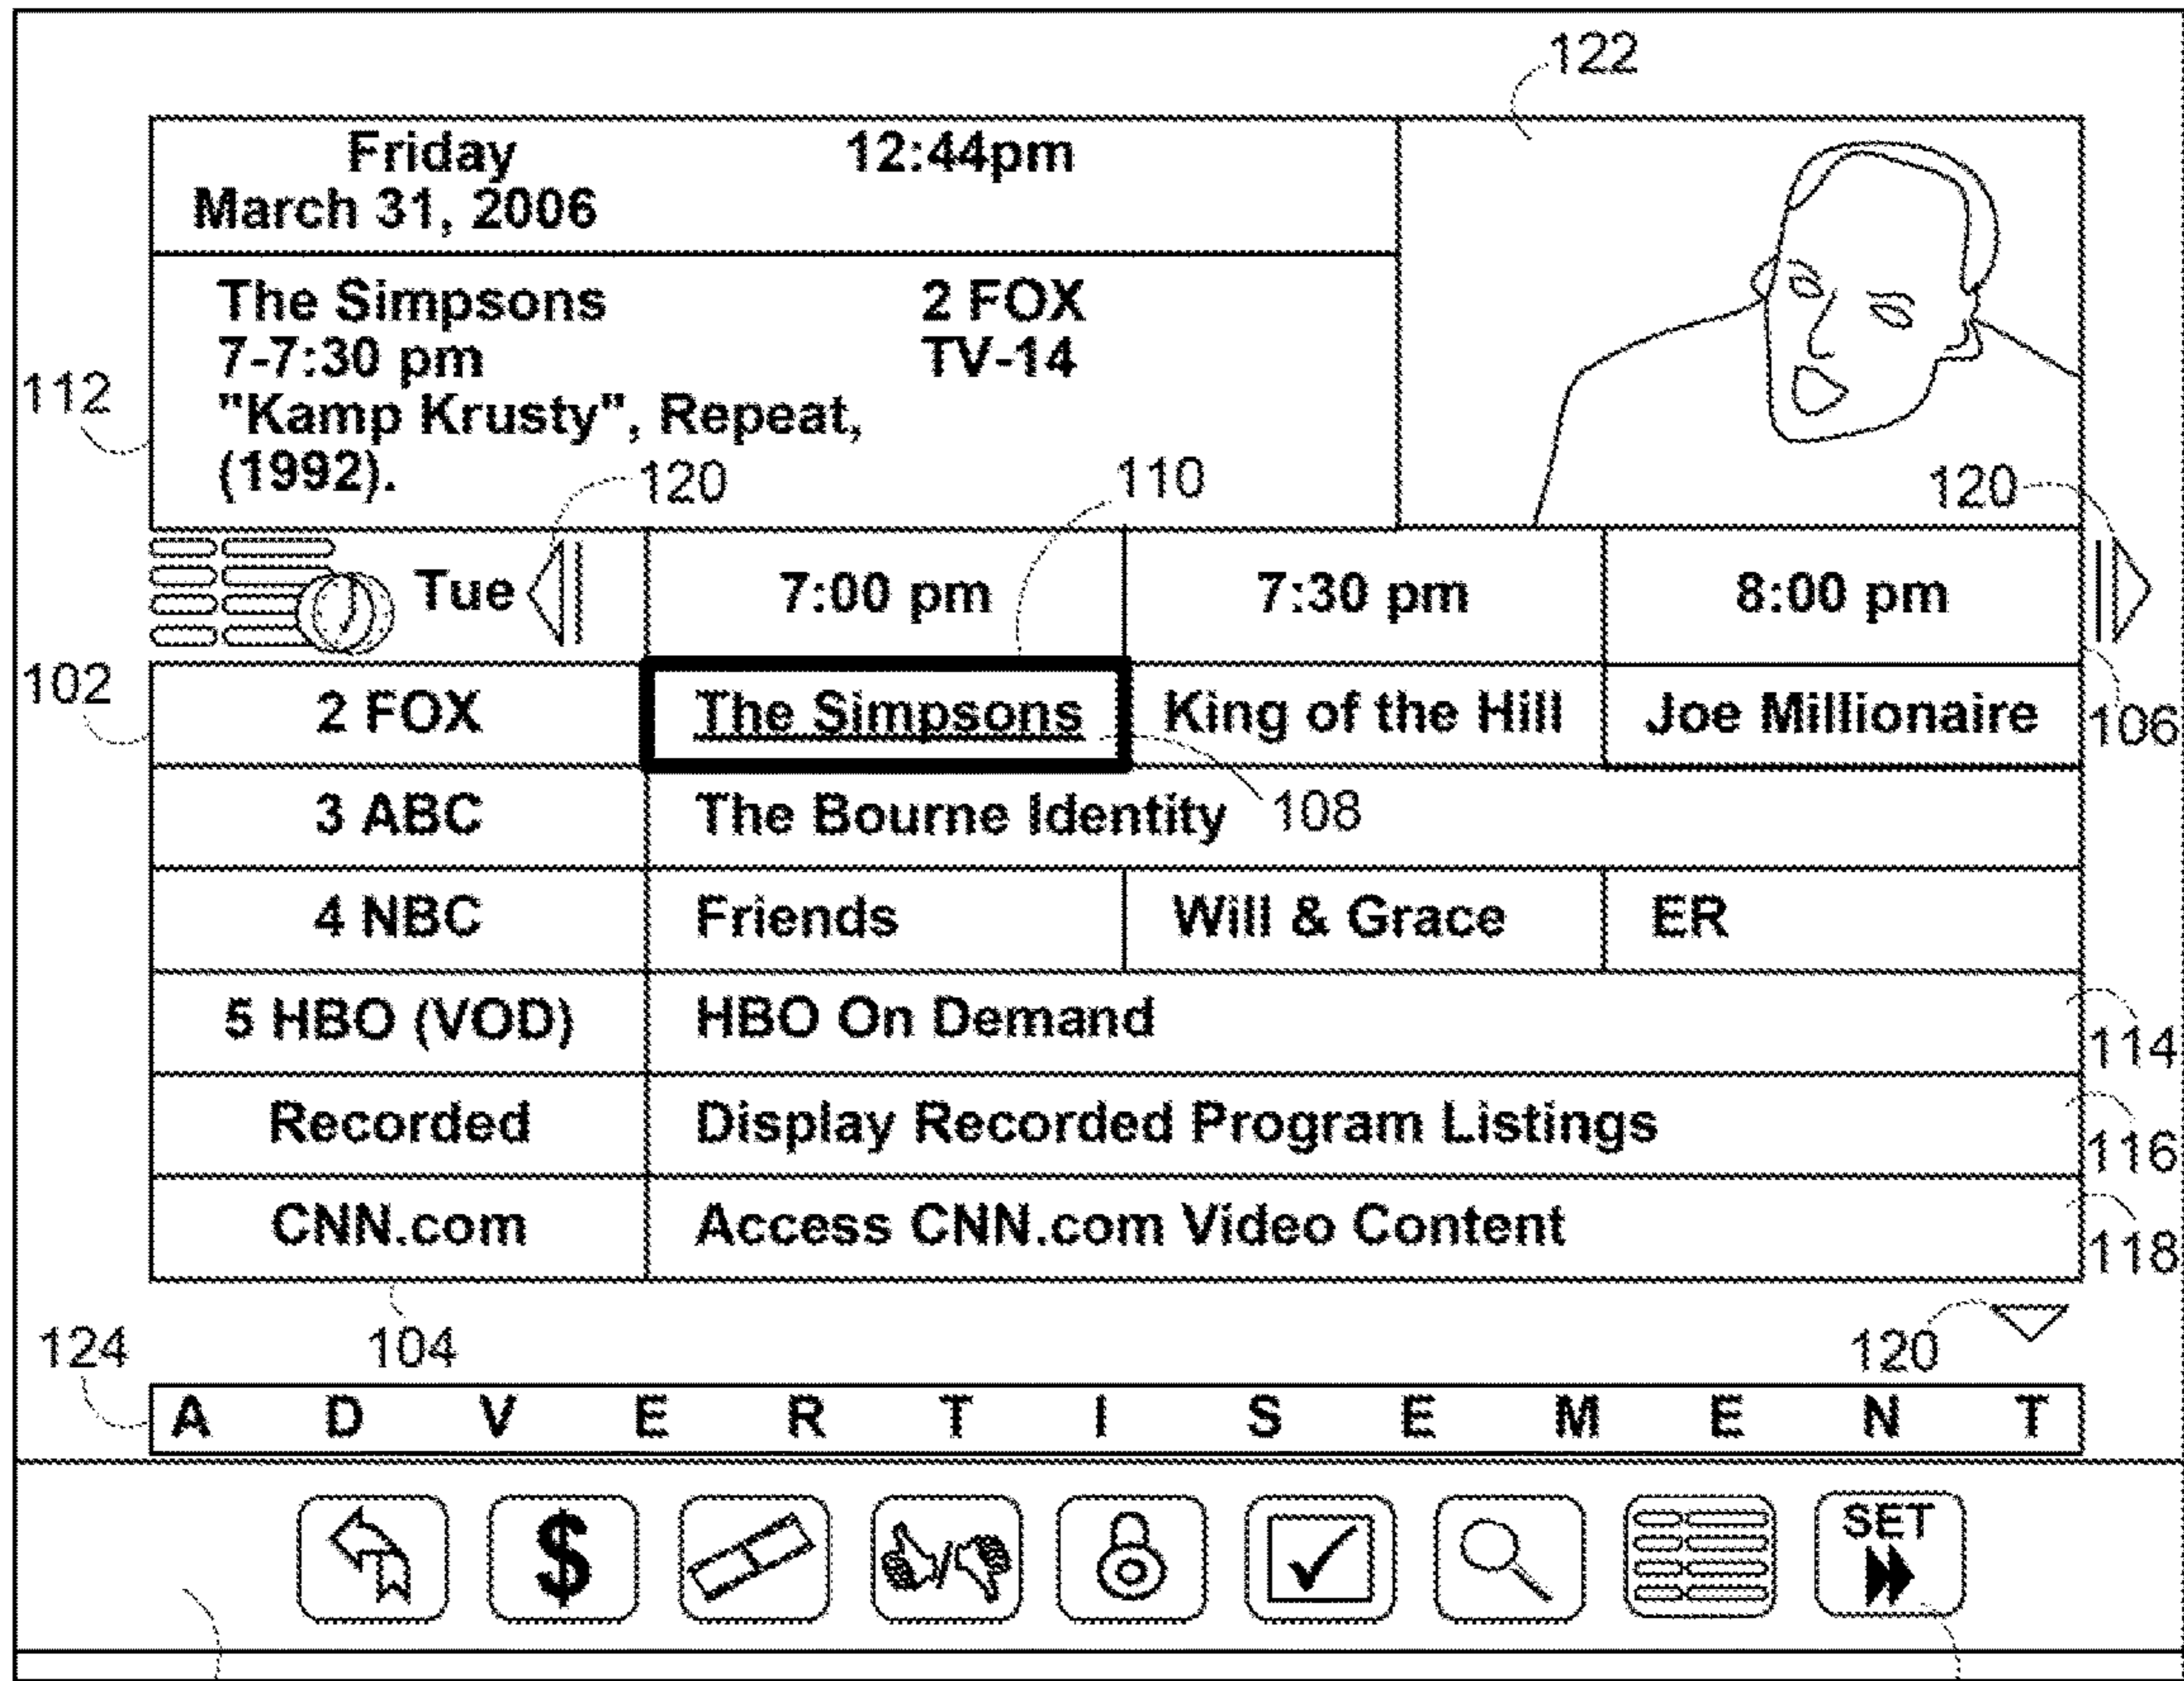 122
Friday 12:44pm
March 31, 2006
The Simpsons 2 FOX
7-7:30 pm TV-14
112
"Kamp Krusty", Repeat,
(1992).
120 110 120
Tue 7:00 pm 7:30 pm 8:00 pm
102
2 FOX The Simpsons King of the Hill Joe Millionaire 106
3 ABC The Bourne Identity 108
4 NBC Friends Will & Grace ER
5 HBO (VOD) HBO On Demand
114
Recorded Display Recorded Program Listings
116
CNN.com Access CNN.com Video Content
118
124 104 120
A D V E R T I S E M E N T
$ SET